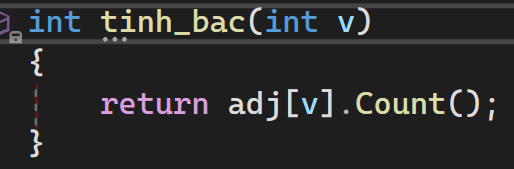 int tinh_bac(int v)
{
    return adj[v].Count();
}